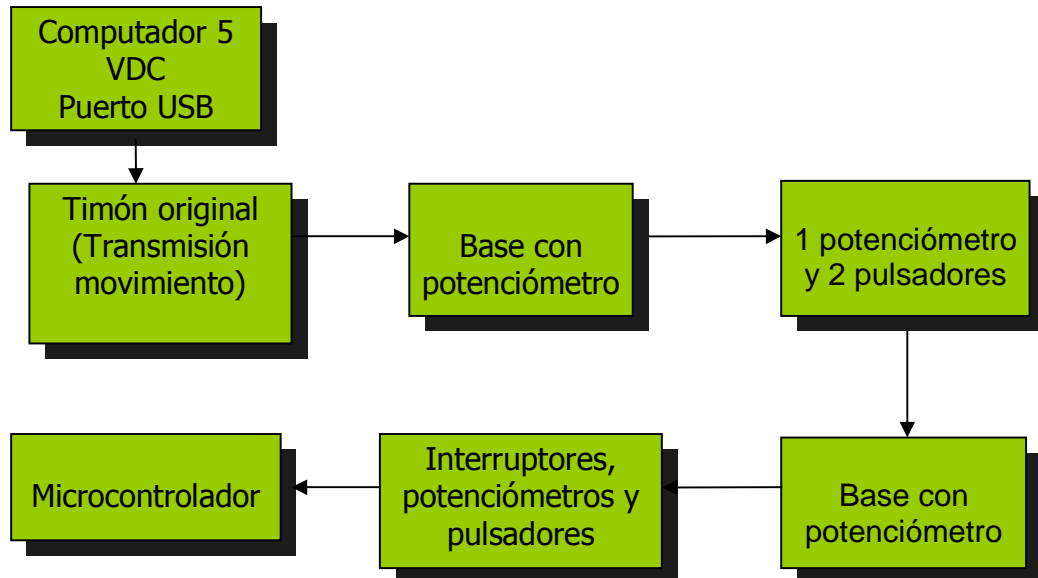 Computador 5
VDC
Puerto USB
Timón original
(Transmisión
movimiento)
Base con
potenciómetro
1 potenciómetro
y 2 pulsadores
Microcontrolador
Interruptores,
potenciómetros y
pulsadores
Base con
potenciómetro